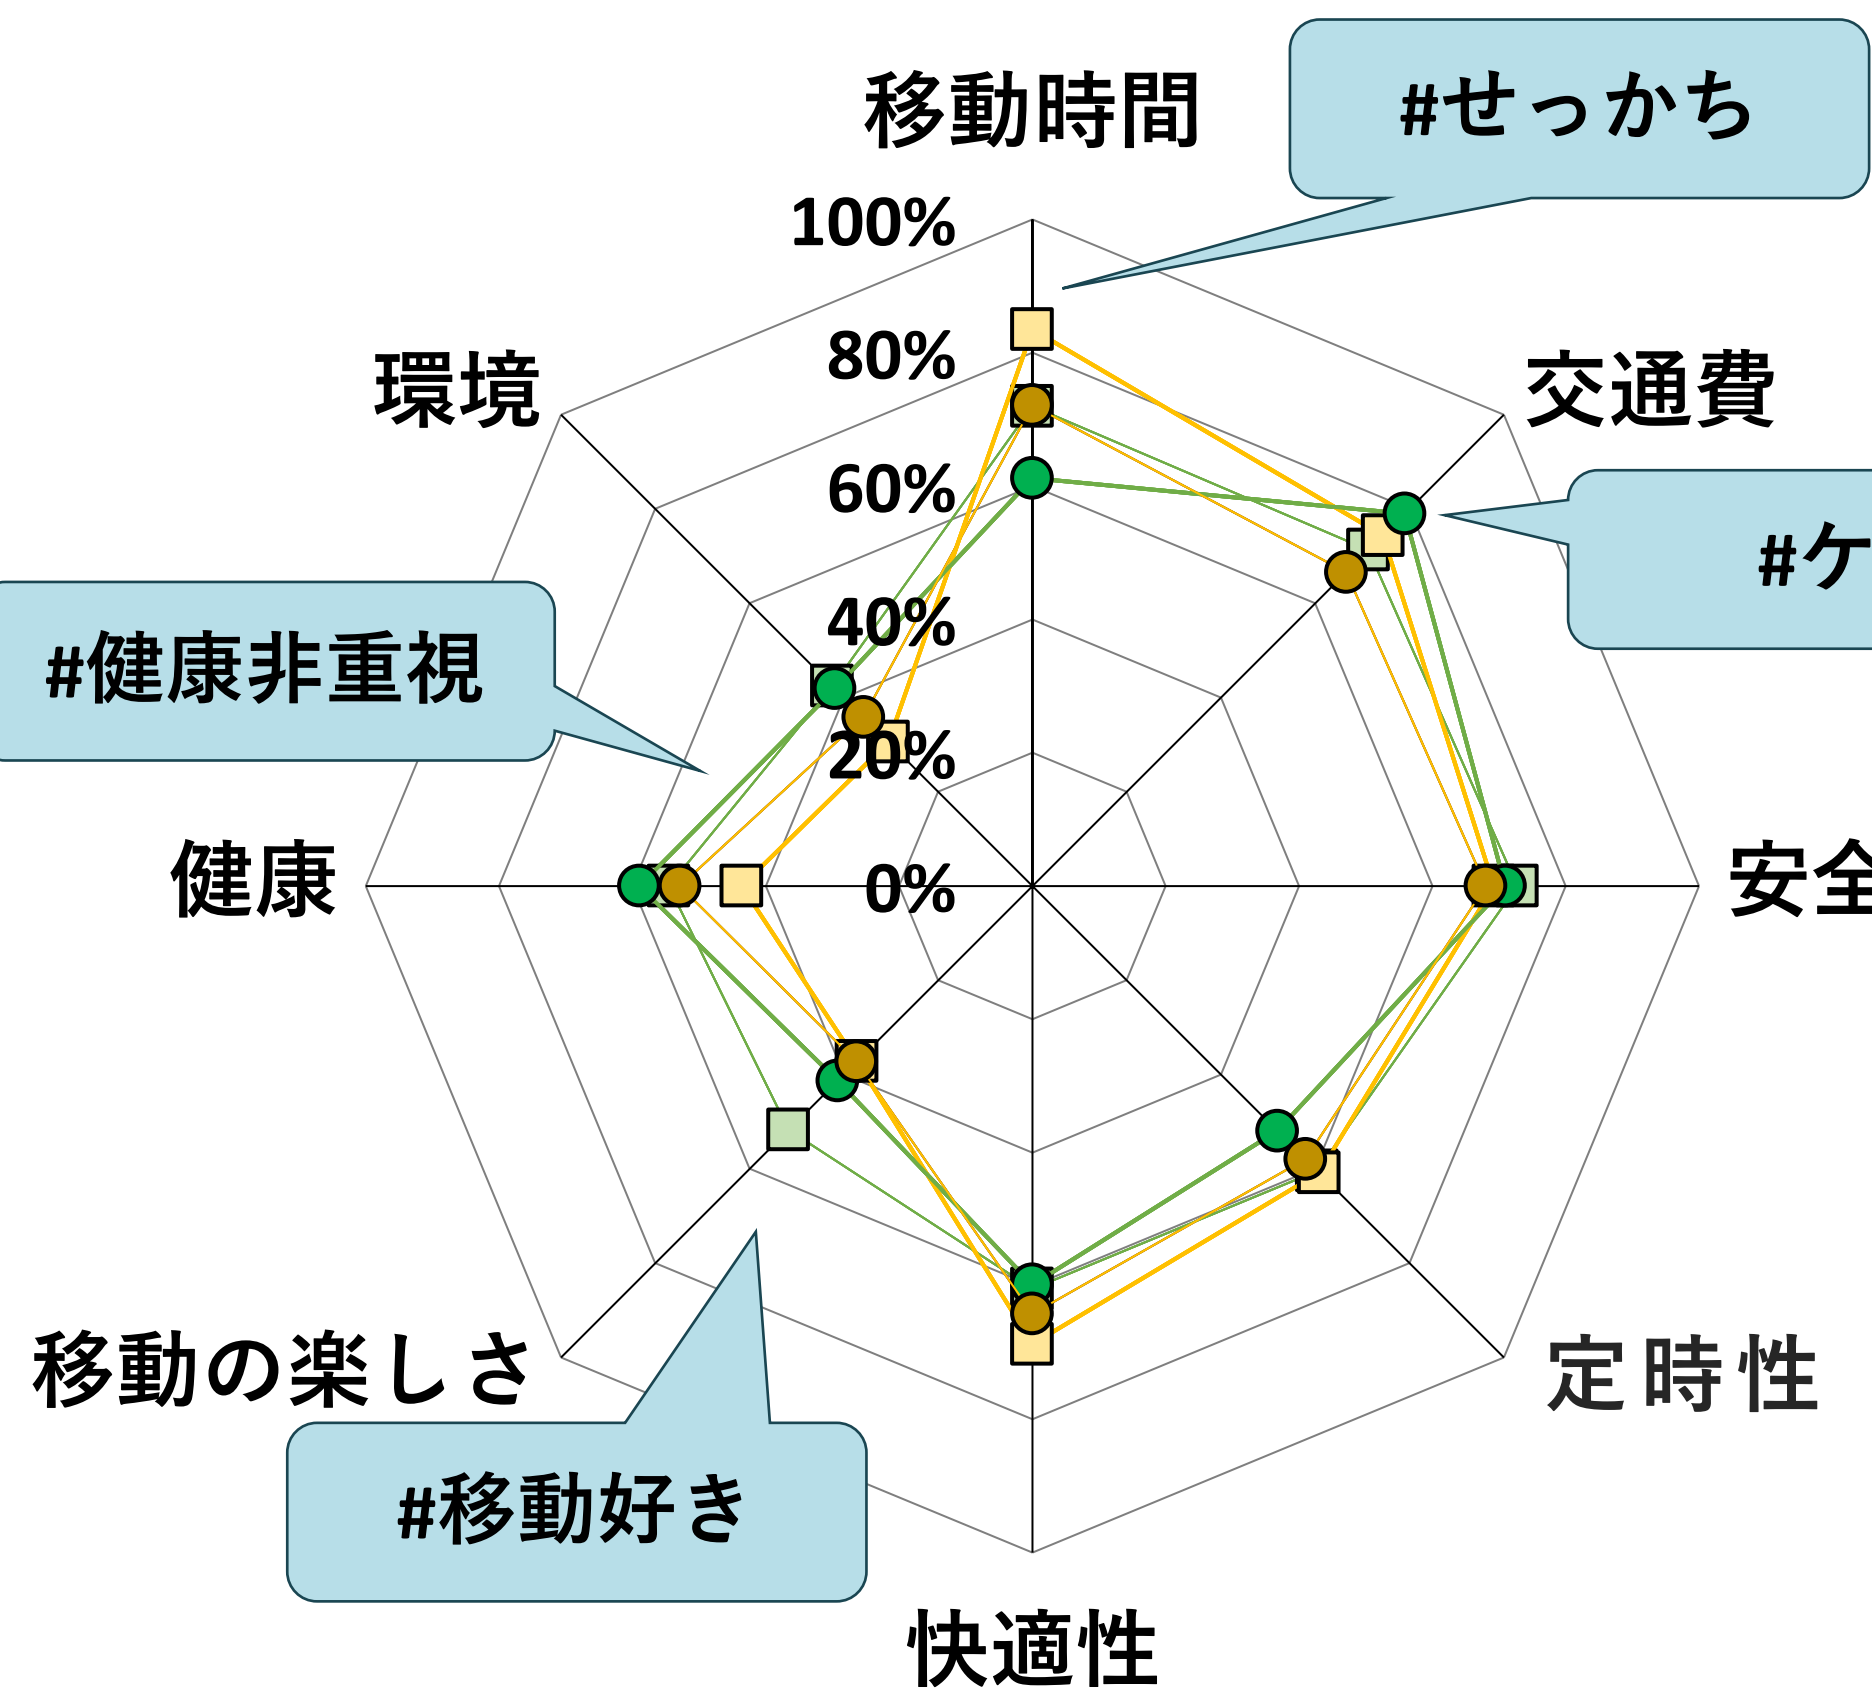 移動時間
#せっかち
100%
80%
60%
40%
20%
0%
環境
交通費
#ケ
#健康非重視
健康
安全
移動の楽しさ
定時性
#移動好き
快適性